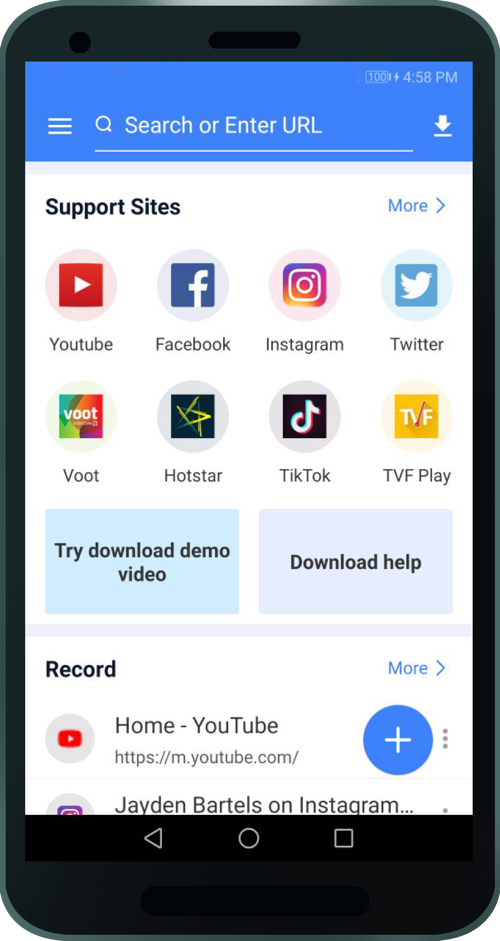 100 4:58 PM
Search or Enter URL
Support Sites More
Youtube Facebook Instagram Twitter
voot TVF
Voot Hotstar TikTok TVF Play
Try download demo
video
Download help
Record More
Home - YouTube
https://m.youtube.com/
Jayden Bartels on Instagram...